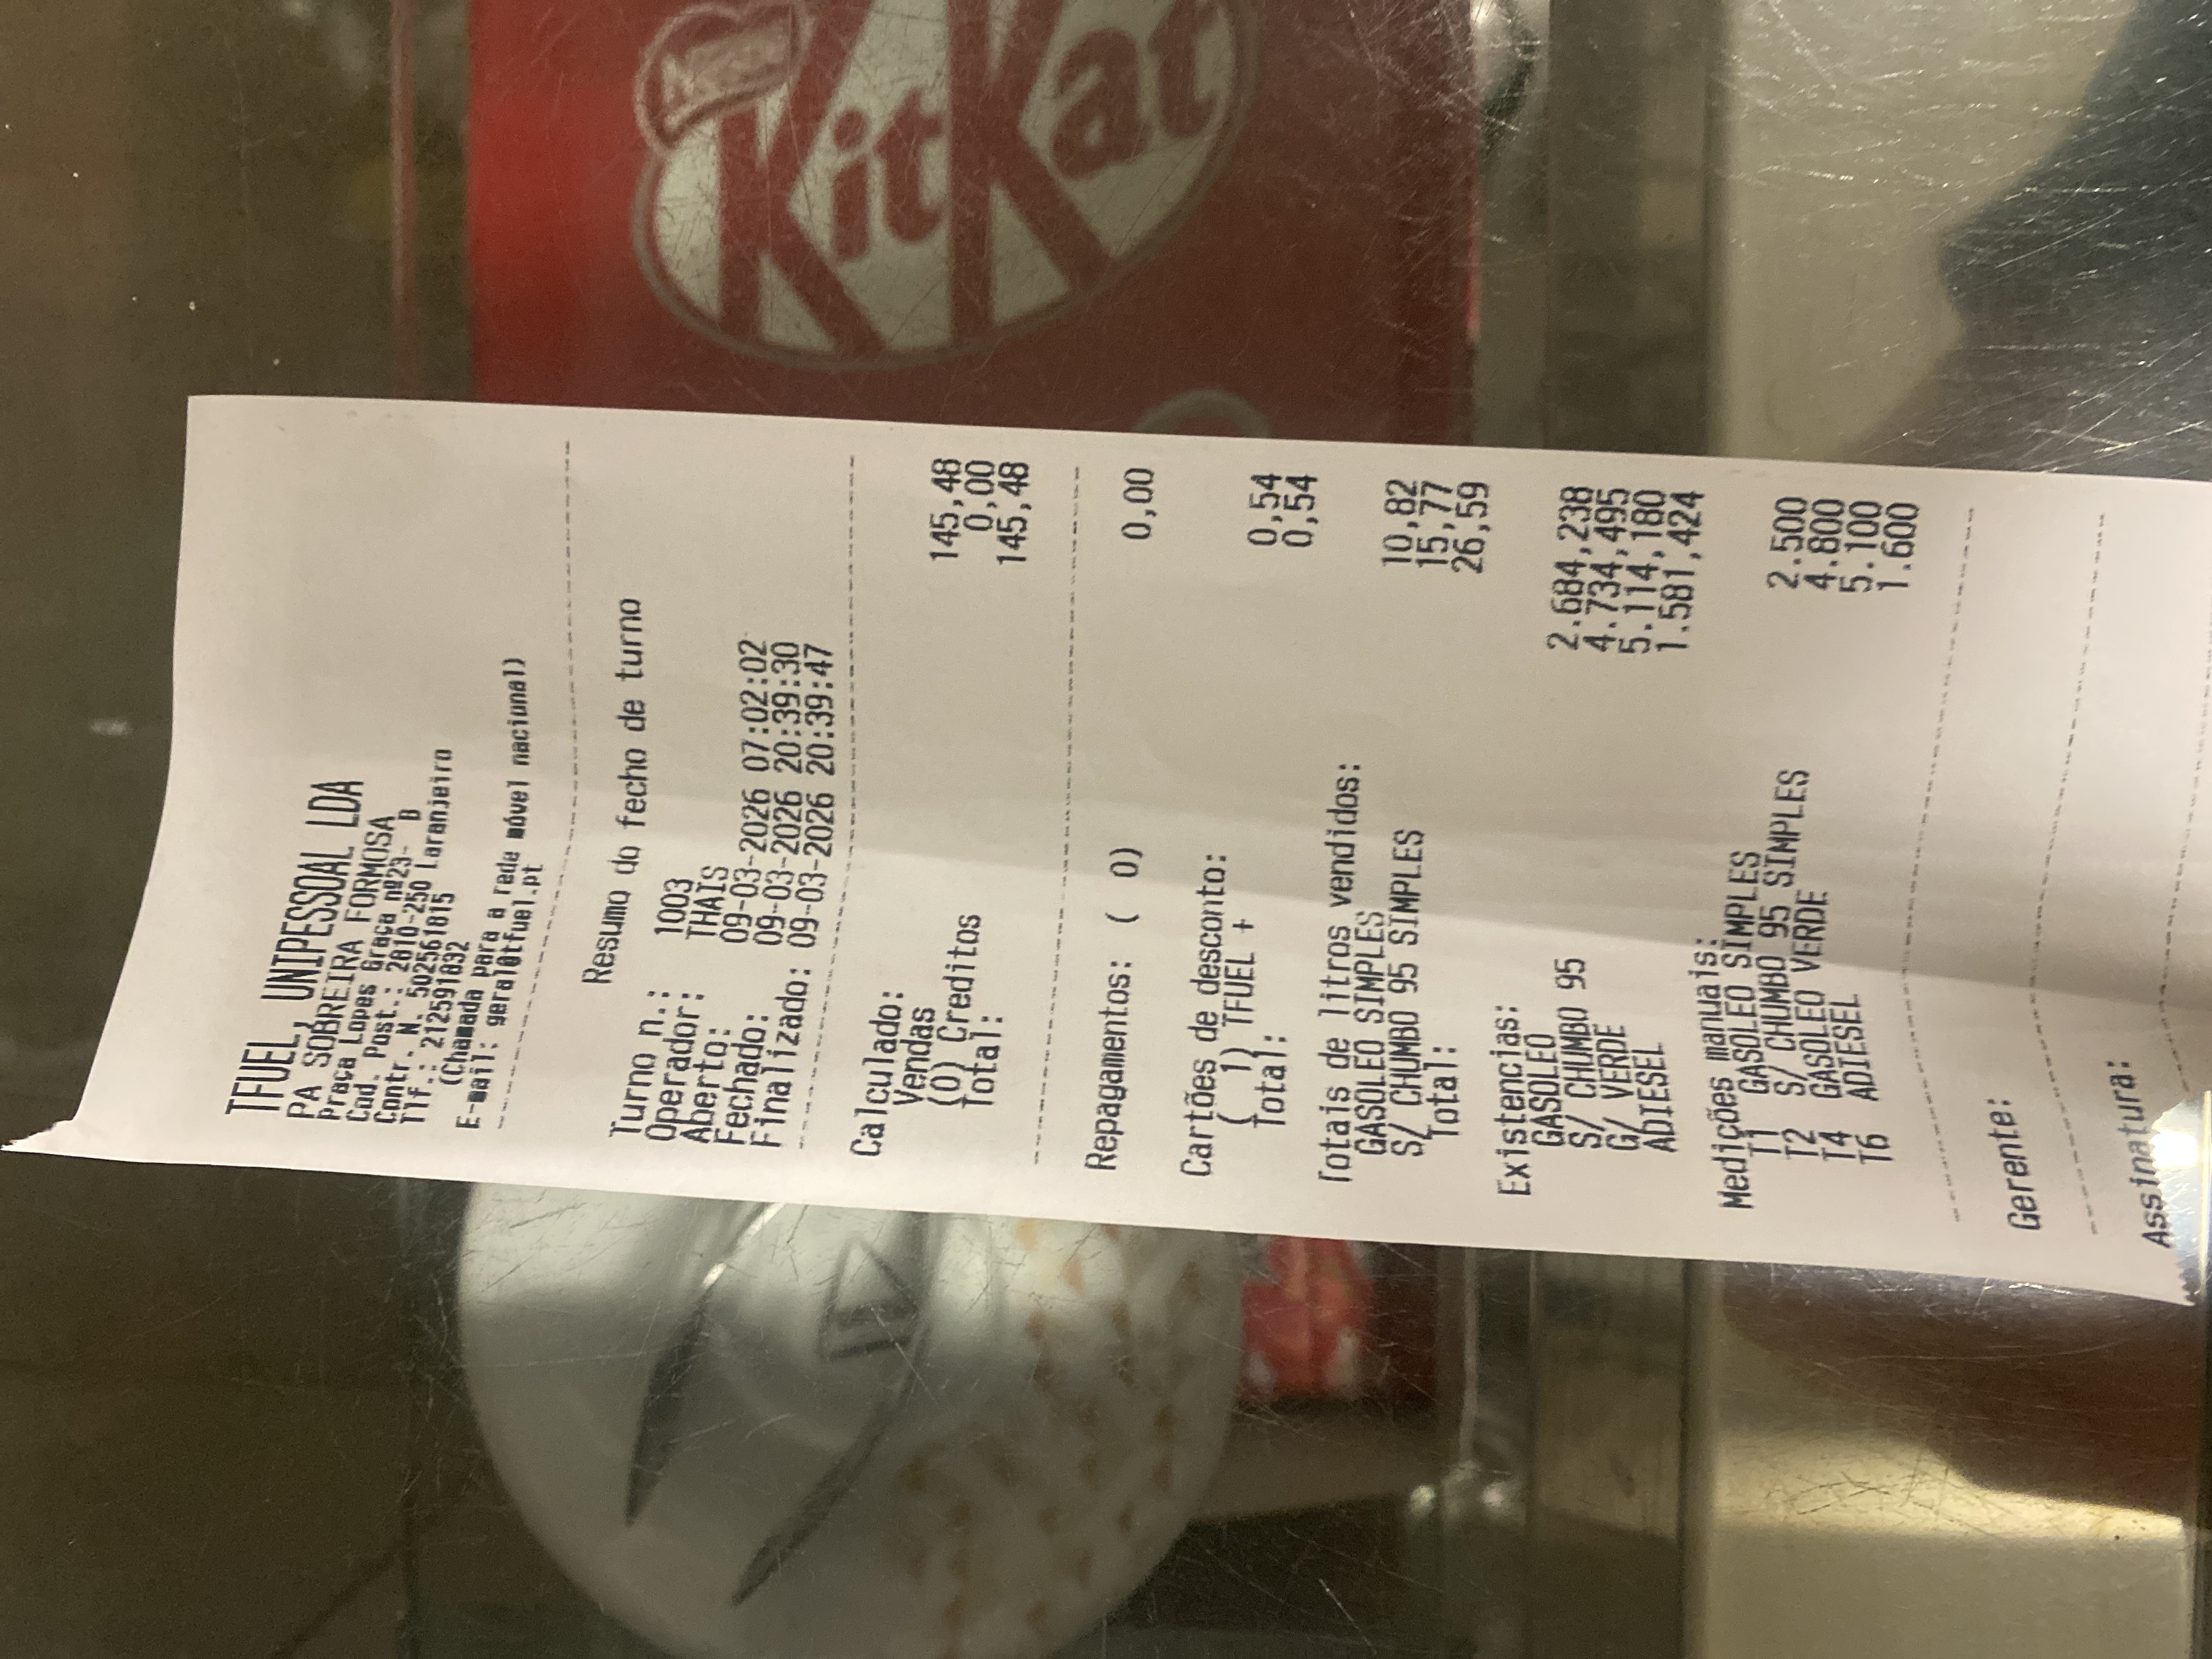 KitKat
TFUEL, UNIPESSOAL LDA
PA SOBREIRA FORMOSA
Praça Lopes Graça nº23- B
Cod. Post.: 2810-250 Laranjeiro
Contr. N. 502561815
Tlf.: 212591832
(Chamada para a rede móvel nacional)
E-mail: geral@tfuel.pt
Resumo do fecho de turno
Turno n.: 1003
Operador: THAIS
Aberto: 09-03-2026 07:02:02
Fechado: 09-03-2026 20:39:30
Finalizado: 09-03-2026 20:39:47
Calculado:
Vendas 145,48
(0) Creditos 0,00
Total: 145,48
Repagamentos: ( 0) 0,00
Cartões de desconto:
( 1) TFUEL + 0,54
Total: 0,54
Totais de litros vendidos:
GASOLEO SIMPLES 10,82
S/ CHUMBO 95 SIMPLES 15,77
Total: 26,59
Existencias:
GASOLEO 2.684,238
S/ CHUMBO 95 4.734,495
G/ VERDE 5.114,180
ADIESEL 1.581,424
Medições manuais:
T1 GASOLEO SIMPLES 2.500
T2 S/ CHUMBO 95 SIMPLES 4.800
T4 GASOLEO VERDE 5.100
T6 ADIESEL 1.600
Gerente:
Assinatura: